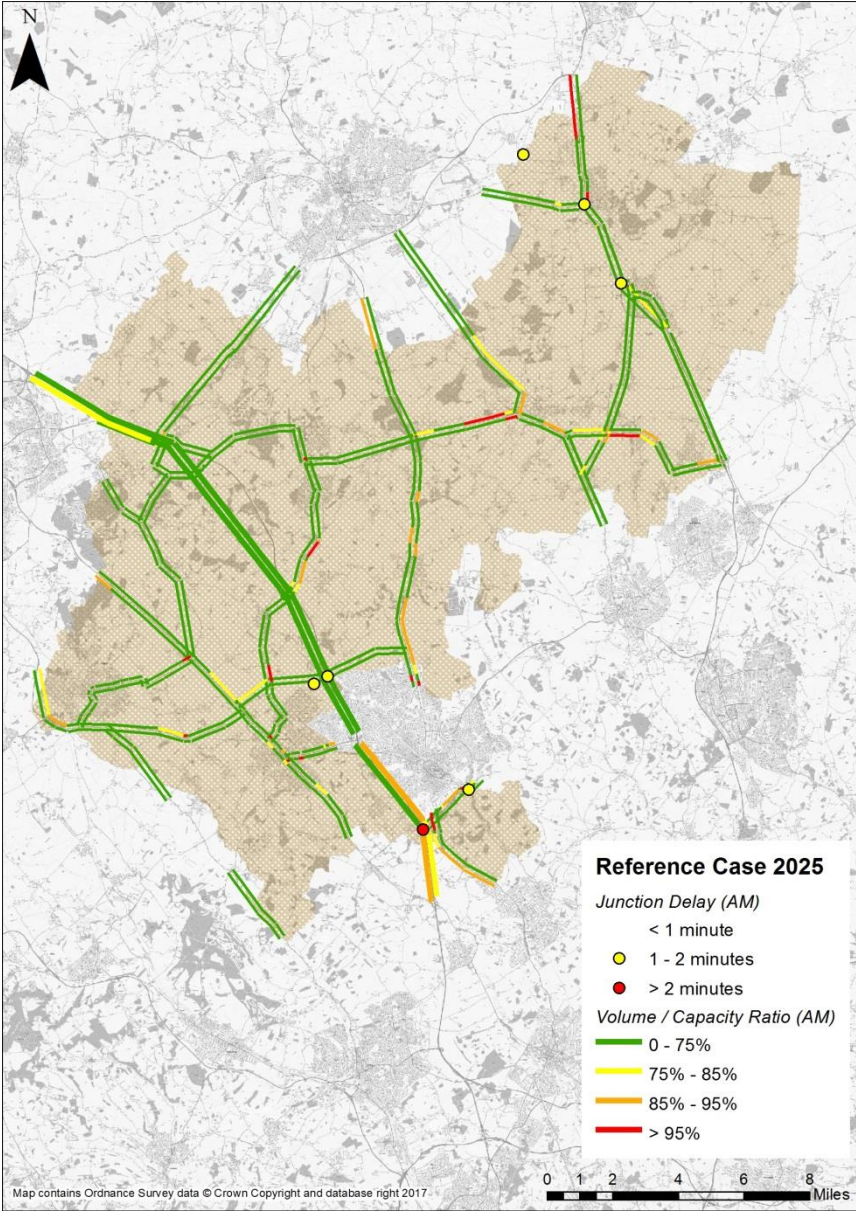 N
Reference Case 2025
Junction Delay (AM)
< 1 minute
1 - 2 minutes
> 2 minutes
Volume / Capacity Ratio (AM)
0 - 75%
75% - 85%
85% - 95%
> 95%
Map contains Ordnance Survey data © Crown Copyright and database right 2017
0 1 2 4 6 8
Miles